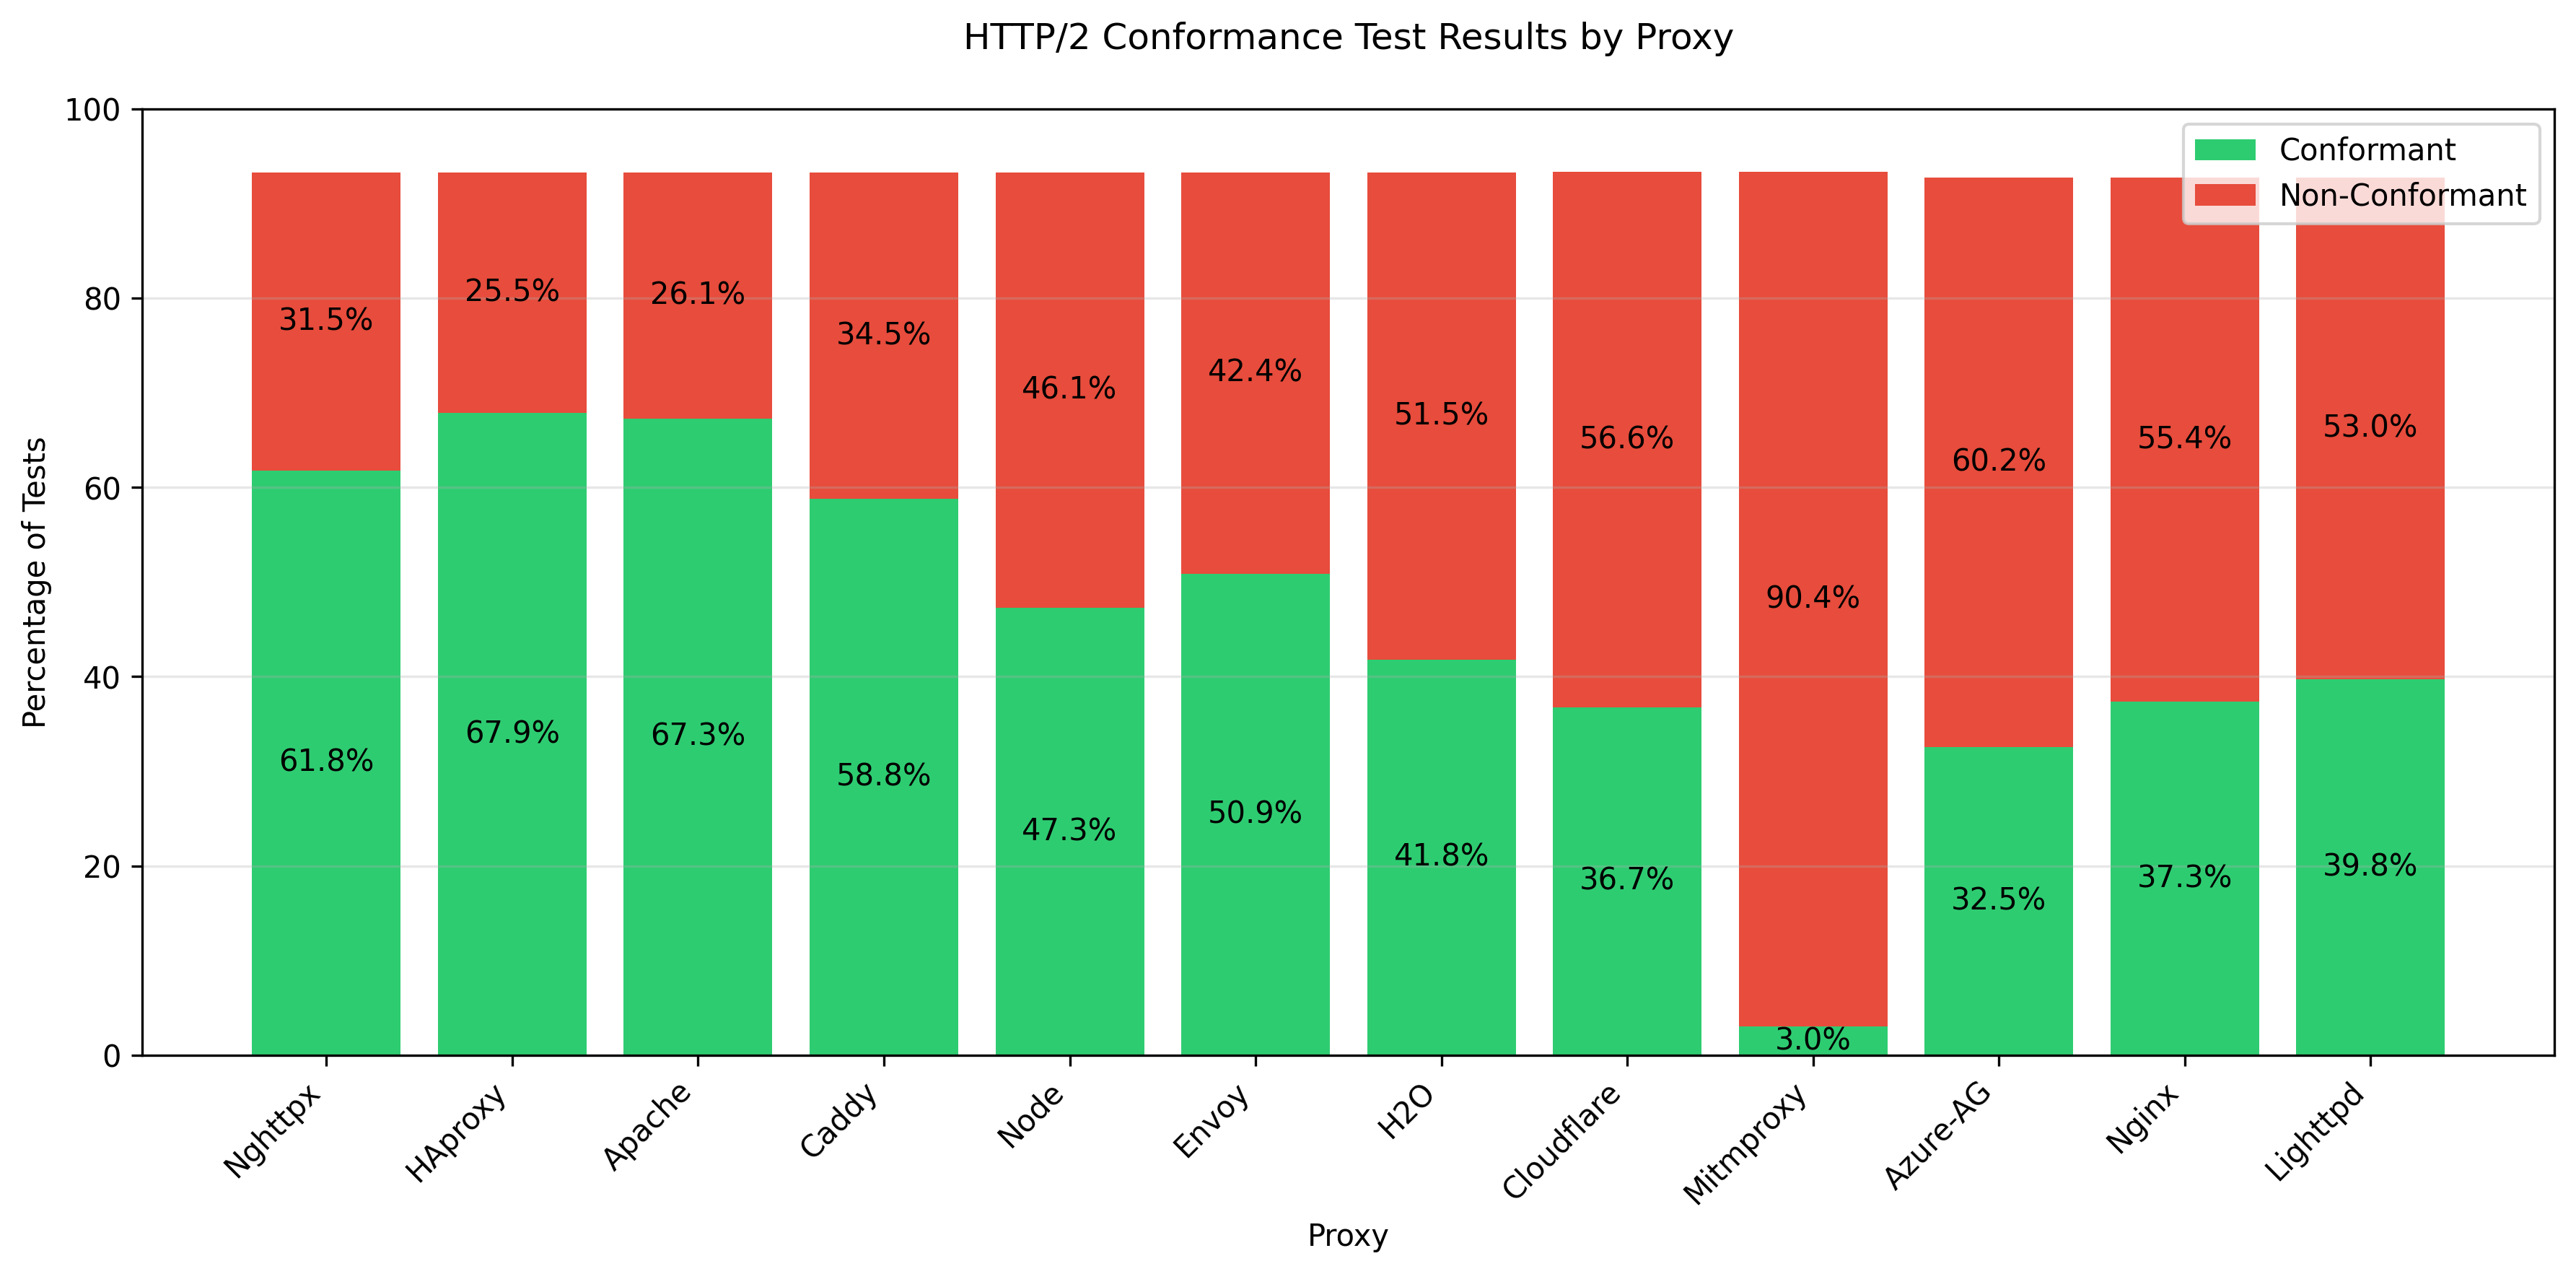 HTTP/2 Conformance Test Results by Proxy
Conformant
Non-Conformant
Percentage of Tests
100
80
60
40
20
0
31.5%
25.5%
26.1%
34.5%
46.1%
42.4%
51.5%
56.6%
90.4%
60.2%
55.4%
53.0%
61.8%
67.9%
67.3%
58.8%
47.3%
50.9%
41.8%
36.7%
3.0%
32.5%
37.3%
39.8%
Nghttpx
HAproxy
Apache
Caddy
Node
Envoy
H2O
Cloudflare
Mitmproxy
Azure-AG
Nginx
Lighttpd
Proxy